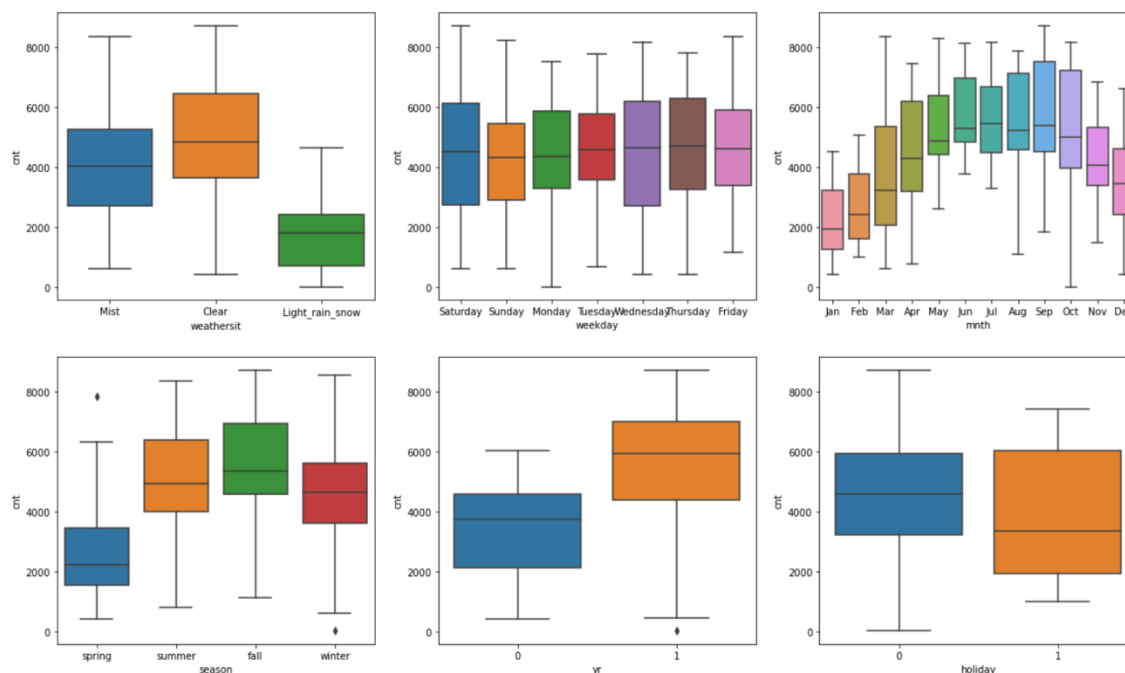 8000
6000
4000
2000
0
cnt
Mist Clear Light_rain_snow
weathersit
8000
6000
4000
2000
0
cnt
Saturday Sunday Monday Tuesday Wednesday Thursday Friday
weekday
8000
6000
4000
2000
0
cnt
Jan Feb Mar Apr May Jun Jul Aug Sep Oct Nov De
mnth
8000
6000
4000
2000
0
cnt
spring summer fall winter
season
8000
6000
4000
2000
0
cnt
0 1
yr
8000
6000
4000
2000
0
cnt
0 1
holiday